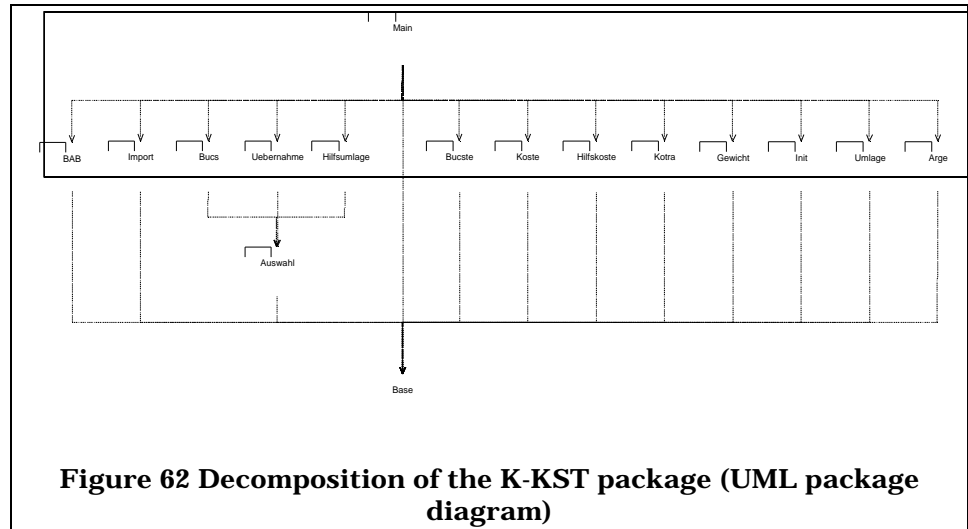 Main
BAB Import Bucs Uebernahme Hilfsumlage Bucste Koste Hilfskoste Kotra Gewicht Init Umlage Arge
Auswahl
Base
Figure 62 Decomposition of the K-KST package (UML package
diagram)